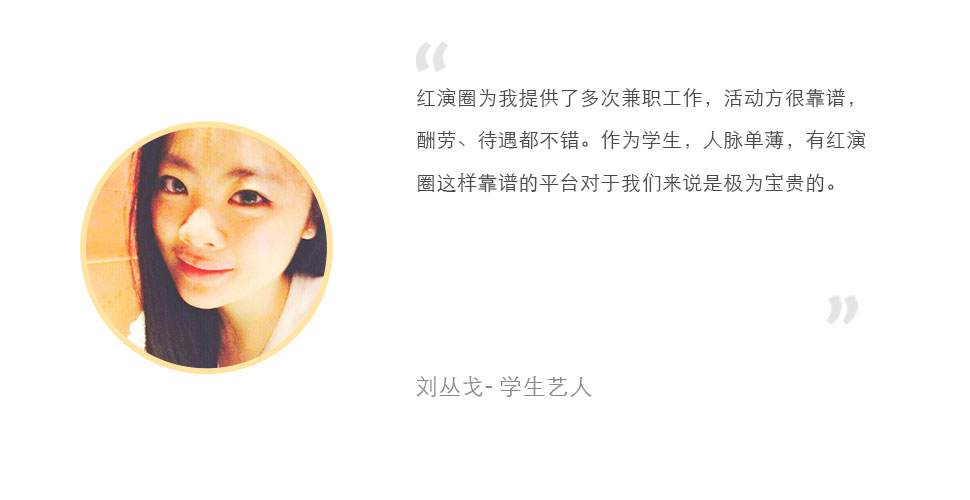 “
红演圈为我提供了多次兼职工作，活动方很靠谱，
酬劳、待遇都不错。作为学生，人脉单薄，有红演
圈这样靠谱的平台对于我们来说是极为宝贵的。
”
刘丛戈- 学生艺人